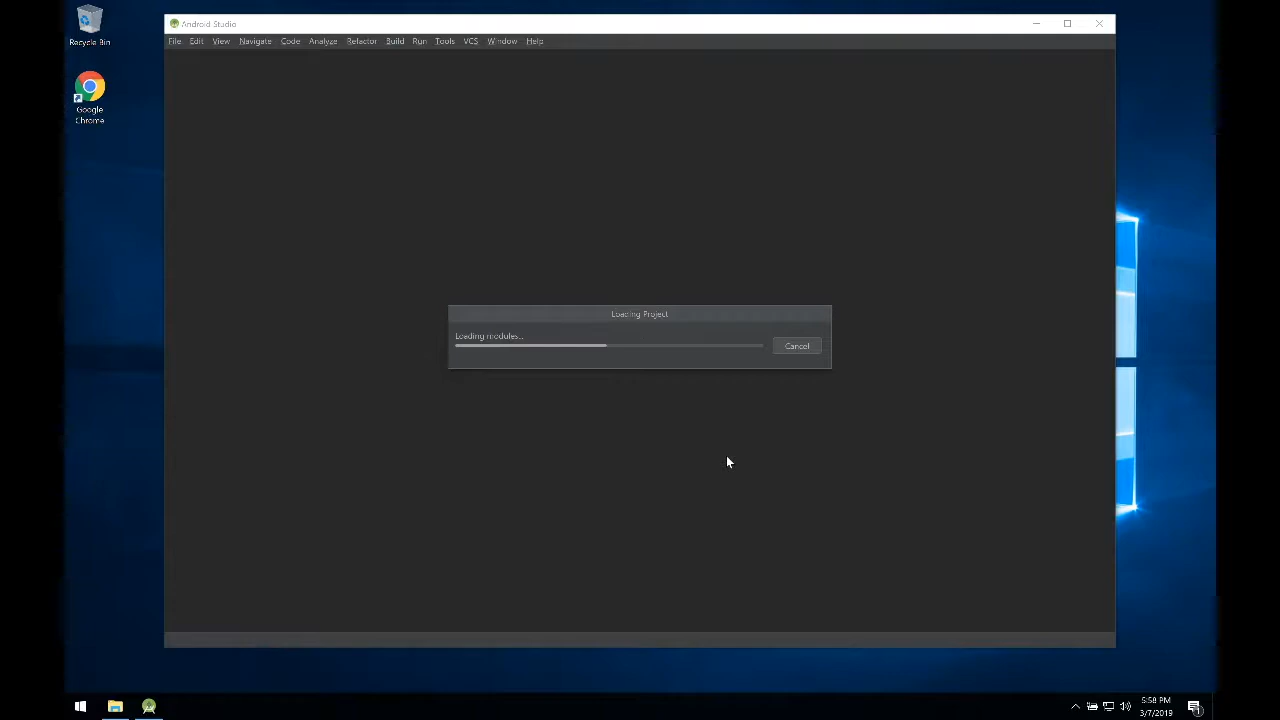 Recycle Bin
Google
Chrome
Android Studio
File Edit View Navigate Code Analyze Refactor Build Run Tools VCS Window Help
Loading Project
Loading modules...
Cancel
5:58 PM
3/7/2019